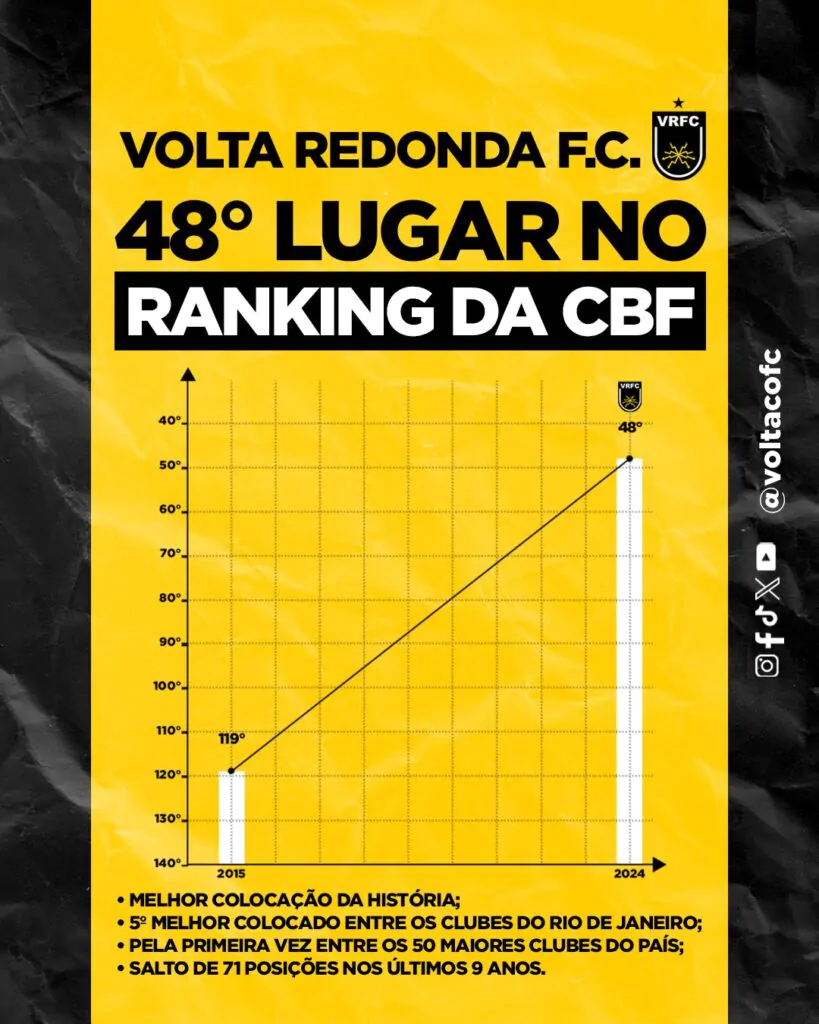 VOLTA REDONDA F.C.
VRFC
48° LUGAR NO
RANKING DA CBF
VRFC
48°
40°
50°
60°
70°
80°
90°
100°
110°
119°
120°
130°
140°
2015
2024
• MELHOR COLOCAÇÃO DA HISTÓRIA;
• 5º MELHOR COLOCADO ENTRE OS CLUBES DO RIO DE JANEIRO;
• PELA PRIMEIRA VEZ ENTRE OS 50 MAIORES CLUBES DO PAÍS;
• SALTO DE 71 POSIÇÕES NOS ÚLTIMOS 9 ANOS.
@voltacofc